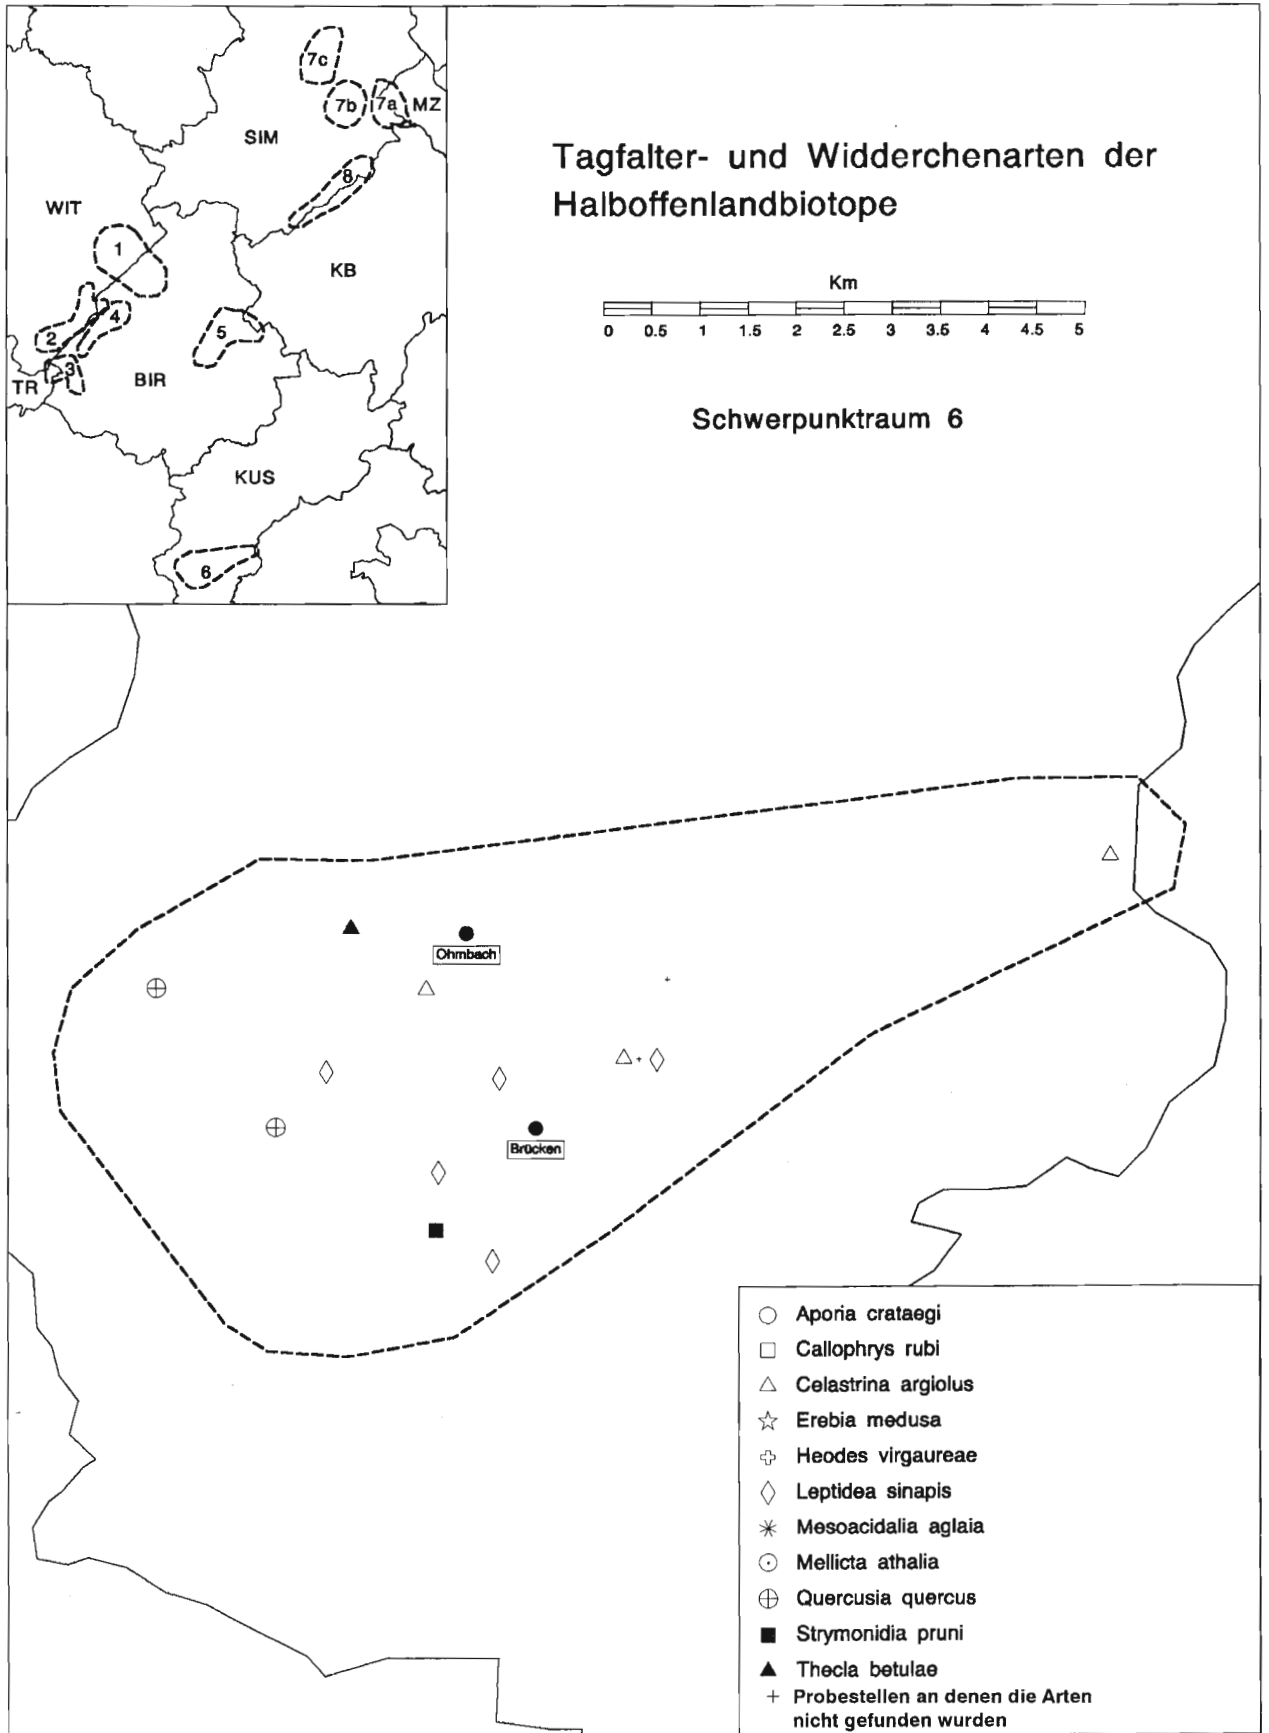 7c
7b
7a
MZ
SIM
8
WIT
1
KB
2
4
5
3
TR
BIR
KUS
6
Tagfalter- und Widderchenarten der
Halboffenlandbiotope
Km
0 0.5 1 1.5 2 2.5 3 3.5 4 4.5 5
Schwerpunktraum 6
Ohmbach
Brücken
Aporia crataegi
Callophrys rubi
Celastrina argiolus
Erebia medusa
Heodes virgaureae
Leptidea sinapis
Mesoacidalia aglaia
Mellicta athalia
Quercusia quercus
Strymonidia pruni
Thecla betulae
Probestellen an denen die Arten
nicht gefunden wurden